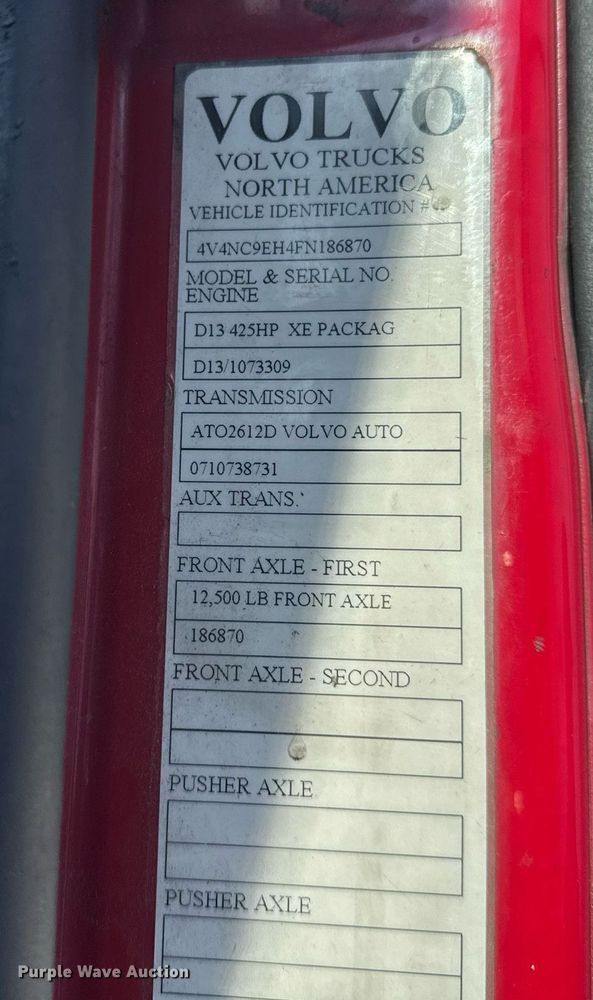 VOLVO
VOLVO TRUCKS
NORTH AMERICA
VEHICLE IDENTIFICATION #
4V4NC9EH4FN186870
MODEL & SERIAL NO.
ENGINE
D13 425HP XE PACKAG
D13/1073309
TRANSMISSION
ATO2612D VOLVO AUTO
0710738731
AUX TRANS.
FRONT AXLE - FIRST
12,500 LB FRONT AXLE
186870
FRONT AXLE - SECOND
PUSHER AXLE
PUSHER AXLE
Purple Wave Auction